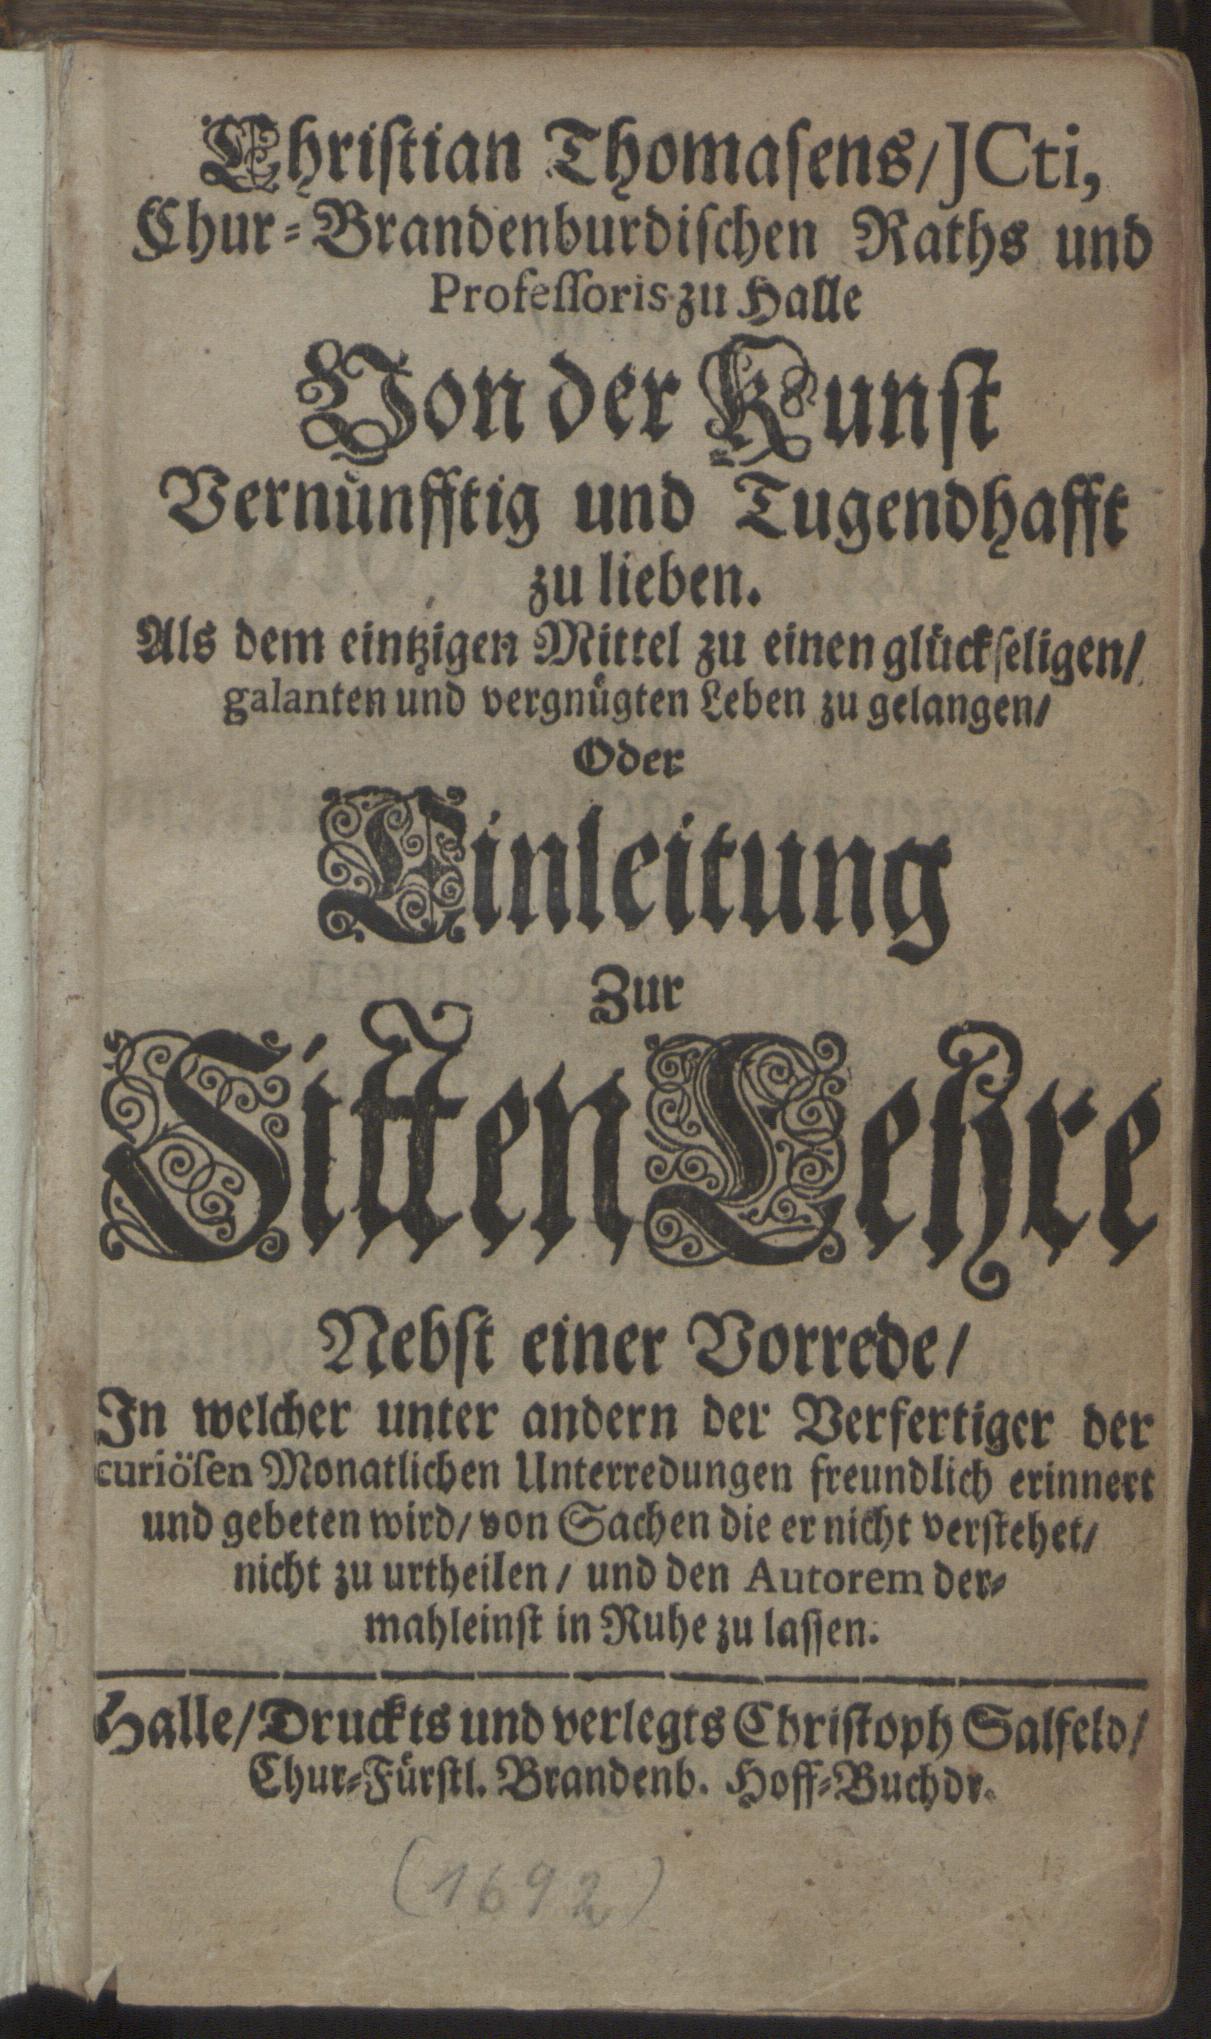 Christian Thomasens/JCti,
Chur-Brandenburdischen Raths und
Professoris zu Halle
Von der Kunst
Vernünfftig und Tugendhafft
zu lieben.
Als dem eintzigen Mittel zu einen glückseligen/
galanten und vergnügten Leben zu gelangen/
Oder
Einleitung
Zur
SittenLehre
Nebst einer Vorrede/
In welcher unter andern der Verfertiger der
curiösen Monatlichen Unterredungen freundlich erinnert
und gebeten wird/ von Sachen die er nicht verstehet/
nicht zu urtheilen/ und den Autorem der-
mahleinst in Ruhe zu lassen.
Halle/Druckts und verlegts Christoph Salfeld/
Chur-Fürstl. Brandenb. Hoff-Buchdr.
(1692)